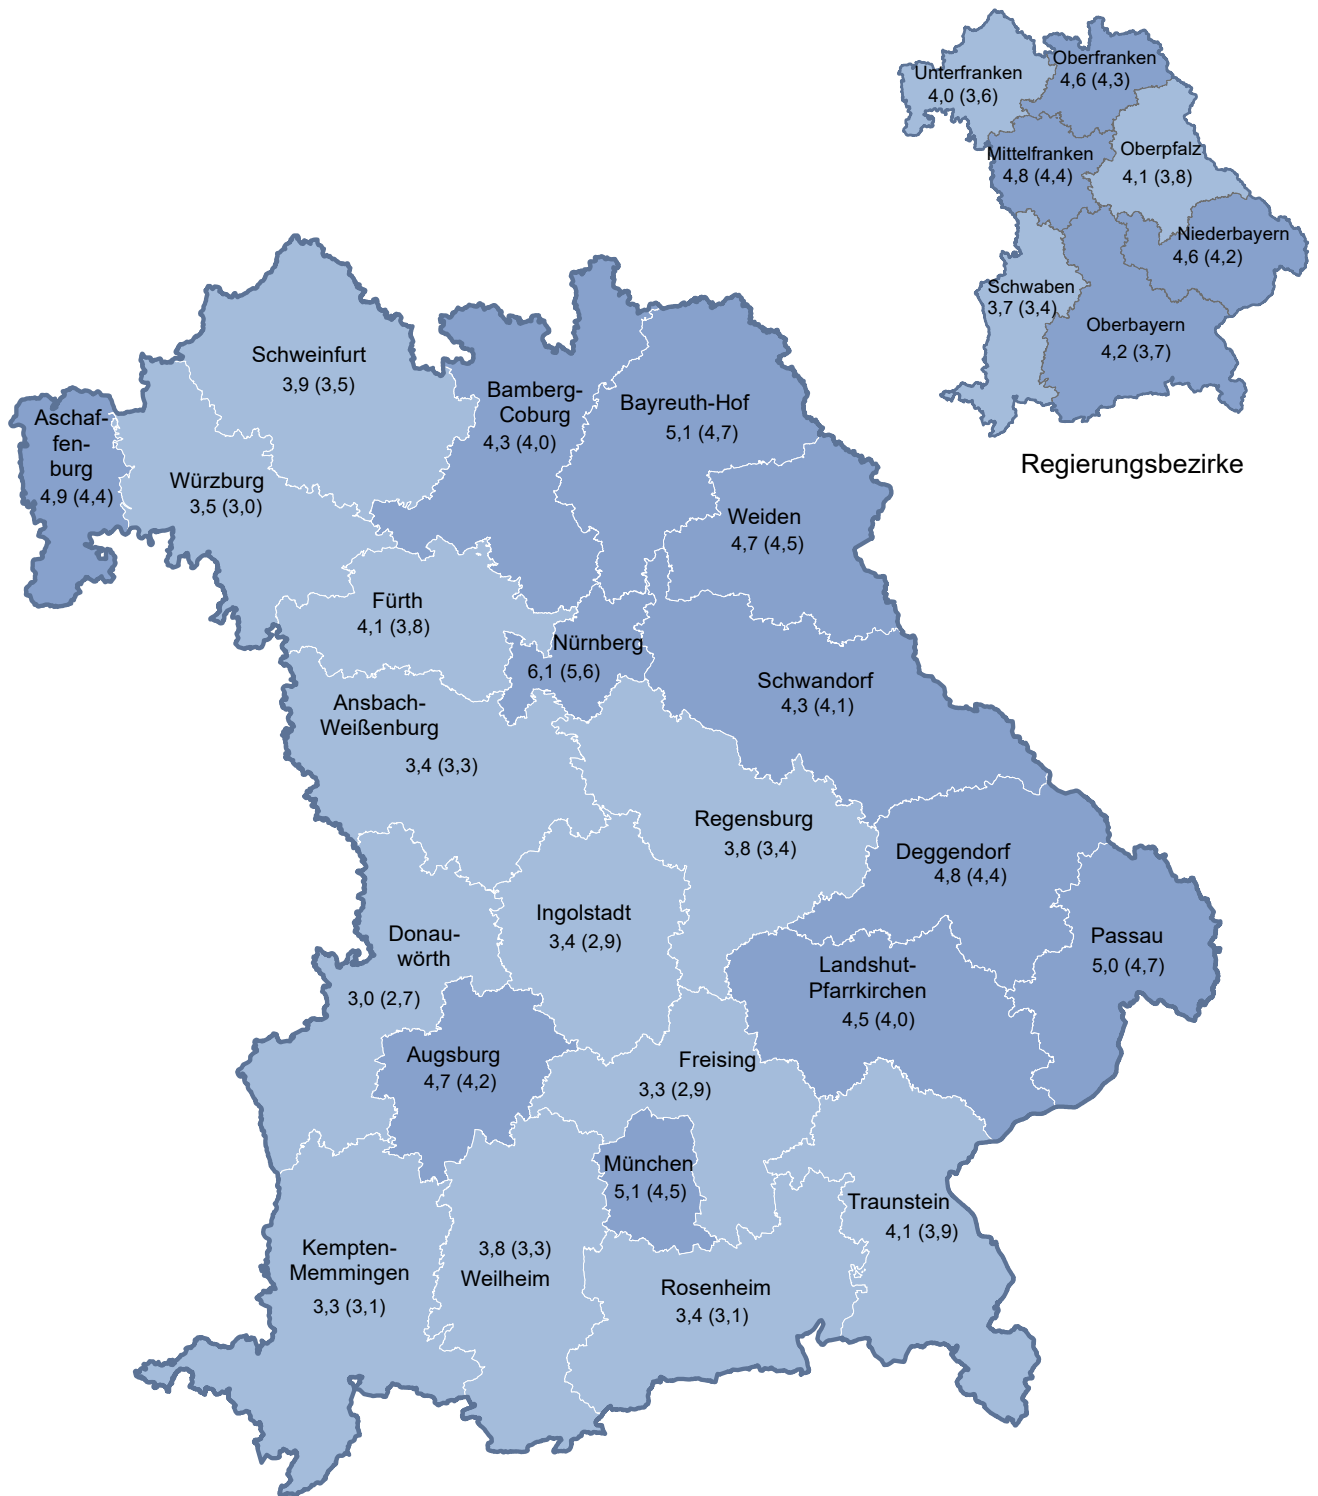 Unterfranken
4,0 (3,6)
Oberfranken
4,6 (4,3)
Mittelfranken
4,8 (4,4)
Oberpfalz
4,1 (3,8)
Niederbayern
4,6 (4,2)
Schwaben
3,7 (3,4)
Oberbayern
4,2 (3,7)
Regierungsbezirke
Schweinfurt
3,9 (3,5)
Bamberg-
Coburg
4,3 (4,0)
Bayreuth-Hof
5,1 (4,7)
Aschaf-
fen-
burg
4,9 (4,4)
Würzburg
3,5 (3,0)
Weiden
4,7 (4,5)
Fürth
4,1 (3,8)
Nürnberg
6,1 (5,6)
Schwandorf
4,3 (4,1)
Ansbach-
Weißenburg
3,4 (3,3)
Regensburg
3,8 (3,4)
Deggendorf
4,8 (4,4)
Ingolstadt
3,4 (2,9)
Donau-
wörth
3,0 (2,7)
Passau
5,0 (4,7)
Landshut-
Pfarrkirchen
4,5 (4,0)
Augsburg
4,7 (4,2)
Freising
3,3 (2,9)
München
5,1 (4,5)
Traunstein
4,1 (3,9)
Kempten-
Memmingen
3,3 (3,1)
3,8 (3,3)
Weilheim
Rosenheim
3,4 (3,1)